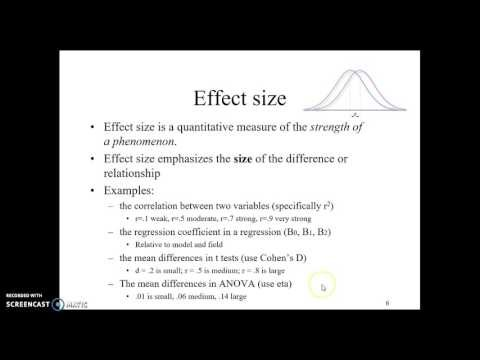 Effect size
• Effect size is a quantitative measure of the strength of
a phenomenon.
• Effect size emphasizes the size of the difference or
relationship
• Examples:
– the correlation between two variables (specifically r²)
• r=.1 weak, r=.5 moderate, r=.7 strong, r=.9 very strong
– the regression coefficient in a regression (B₀, B₁, B₂)
• Relative to model and field
– the mean differences in t tests (use Cohen's D)
• d = .2 is small; r = .5 is medium; r = .8 is large
– The mean differences in ANOVA (use eta)
• .01 is small, .06 medium, .14 large
6
RECORDED WITH
SCREENCAST MATIC